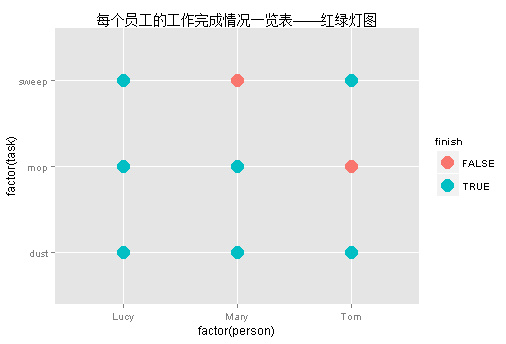 每个员工的工作完成情况一览表——红绿灯图
sweep
mop
dust
factor(task)
Lucy Mary Tom
factor(person)
finish
FALSE
TRUE